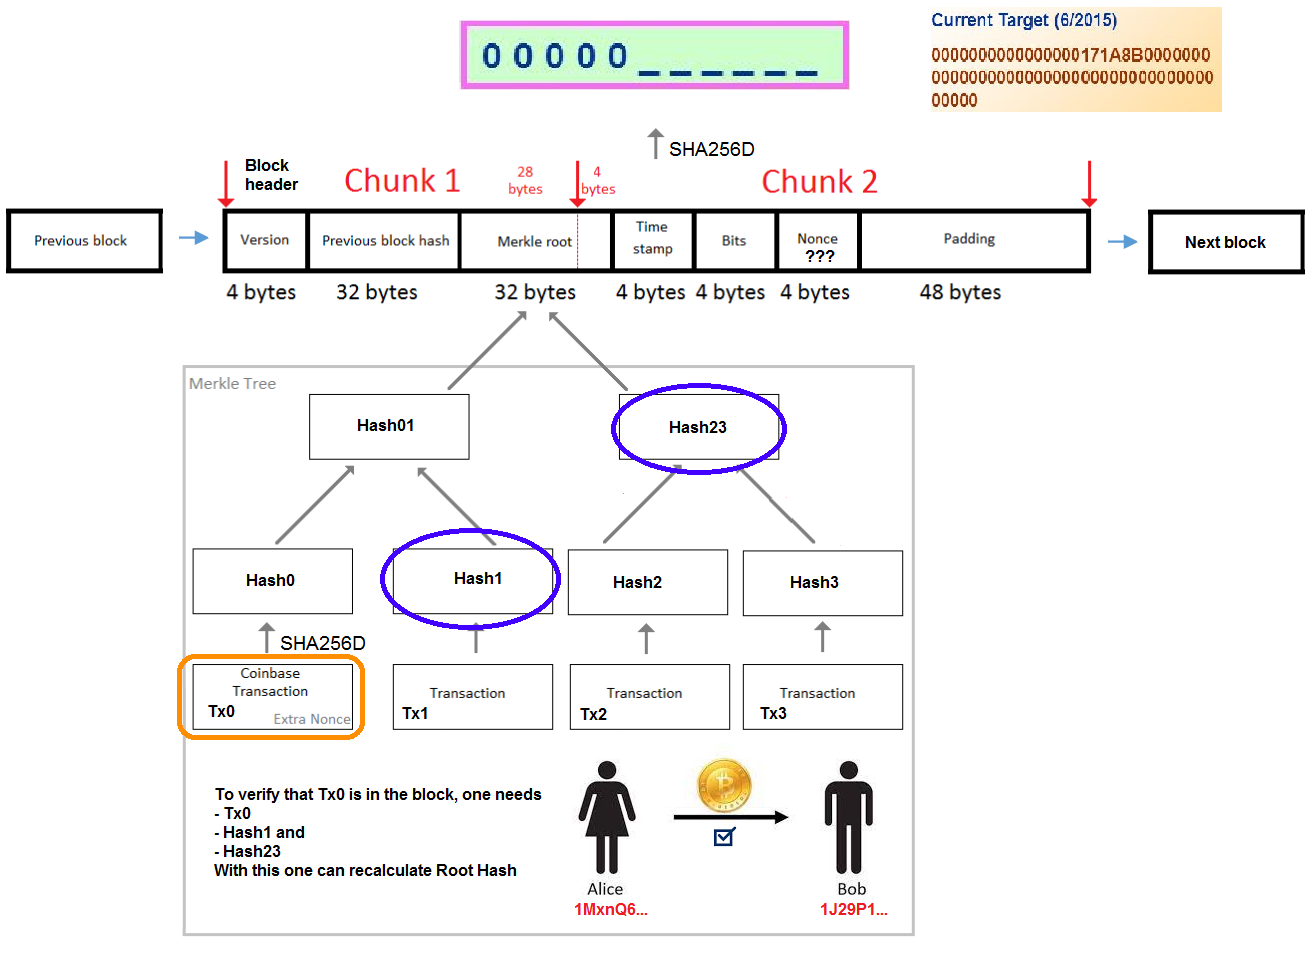 0 0 0 0 0 _ _ _ _ _ _
Current Target (6/2015)
0000000000000000171A8B0000000
000000000000000000000000000000
00000
SHA256D
Block
header
Chunk 1
28
bytes
4
bytes
Chunk 2
Previous block
Version
Previous block hash
Merkle root
Time
stamp
Bits
Nonce
???
Padding
Next block
4 bytes
32 bytes
32 bytes
4 bytes
4 bytes
4 bytes
48 bytes
Merkle Tree
Hash01
Hash23
Hash0
Hash1
Hash2
Hash3
SHA256D
Coinbase
Transaction
Tx0
Extra Nonce
Transaction
Tx1
Transaction
Tx2
Transaction
Tx3
To verify that Tx0 is in the block, one needs
- Tx0
- Hash1 and
- Hash23
With this one can recalculate Root Hash
Alice
1MxnQ6...
Bob
1J29P1...